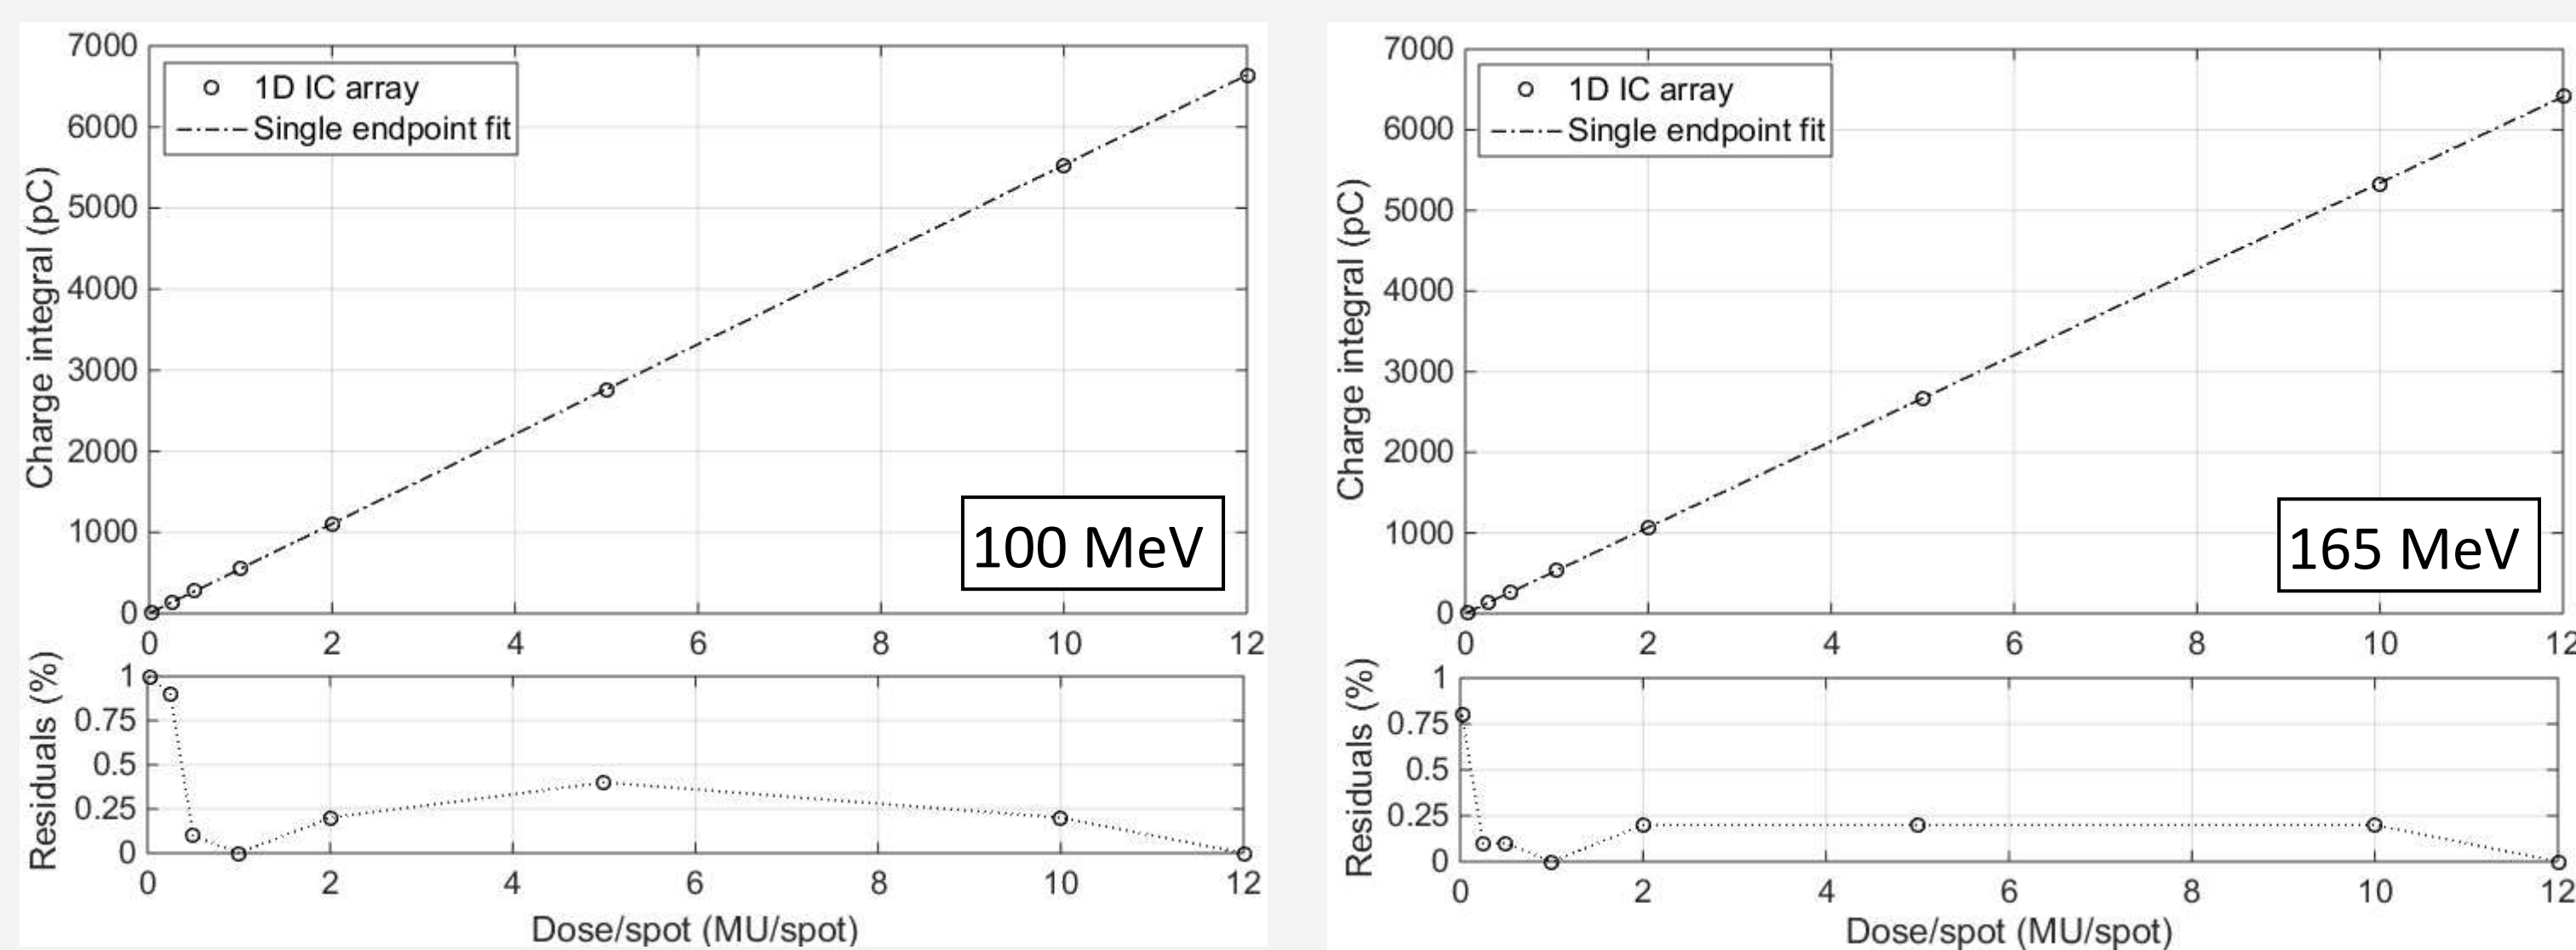 7000
6000
5000
4000
3000
2000
1000
0
Charge integral (pC)
1D IC array
Single endpoint fit
100 MeV
0 2 4 6 8 10 12
1
0.75
0.5
0.25
0
Residuals (%)
0 2 4 6 8 10 12
Dose/spot (MU/spot)
7000
6000
5000
4000
3000
2000
1000
0
Charge integral (pC)
1D IC array
Single endpoint fit
165 MeV
0 2 4 6 8 10 12
1
0.75
0.5
0.25
0
Residuals (%)
0 2 4 6 8 10 12
Dose/spot (MU/spot)